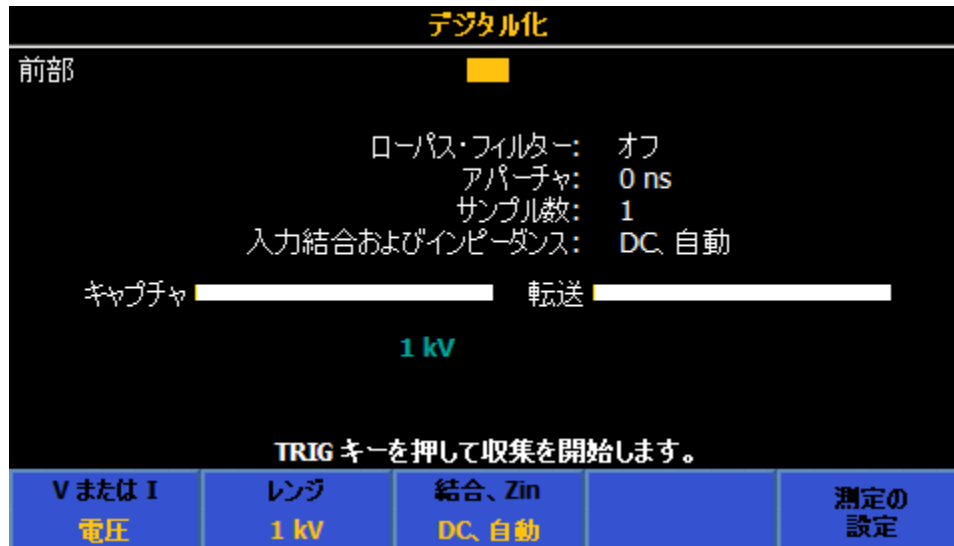 デジタル化
前部
ローパス・フィルター: オフ
アパーチャ: 0 ns
サンプル数: 1
入力結合およびインピーダンス: DC、自動
キャプチャ 転送
1 kV
TRIG キーを押して収集を開始します。
V または I レンジ 結合、Zin 測定の
電圧 1 kV DC、自動 設定